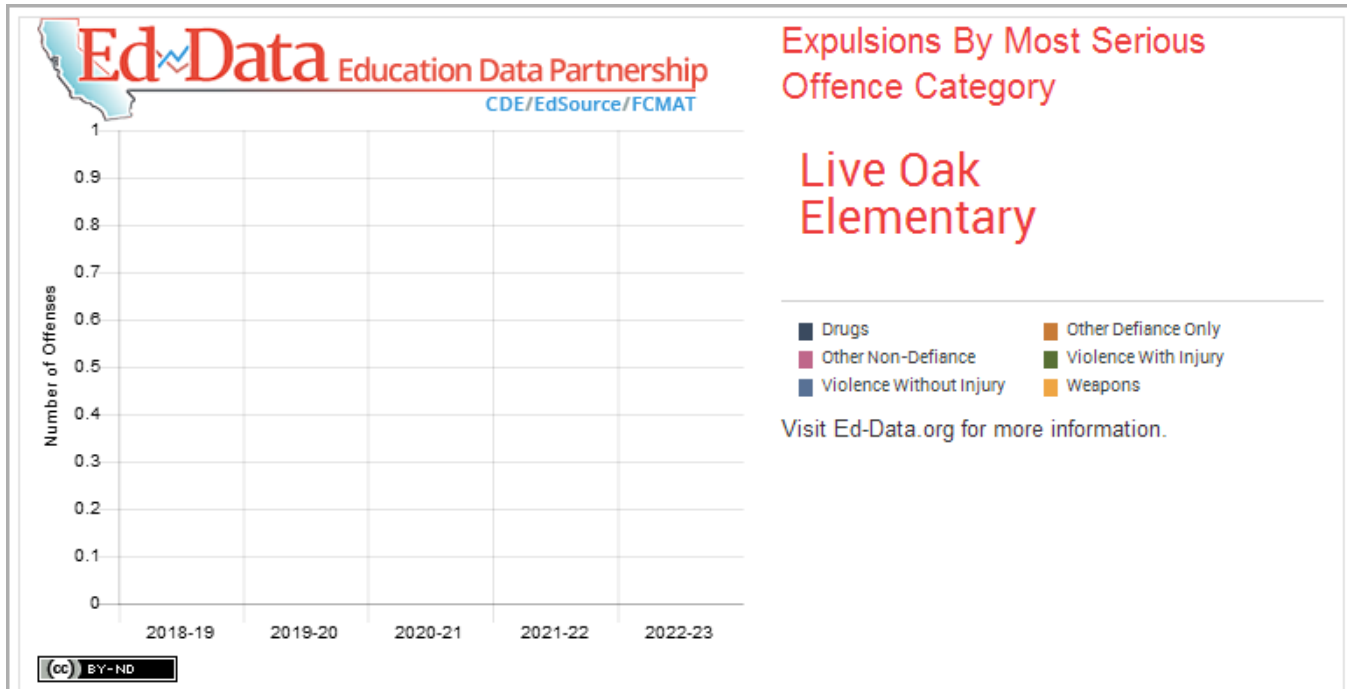 Ed Data Education Data Partnership
CDE/EdSource/FCMAT
Expulsions By Most Serious
Offence Category
Live Oak
Elementary
1
0.9
0.8
0.7
0.6
0.5
0.4
0.3
0.2
0.1
0
Number of Offenses
2018-19 2019-20 2020-21 2021-22 2022-23
Drugs Other Defiance Only
Other Non-Defiance Violence With Injury
Violence Without Injury Weapons
Visit Ed-Data.org for more information.
(cc) BY-ND